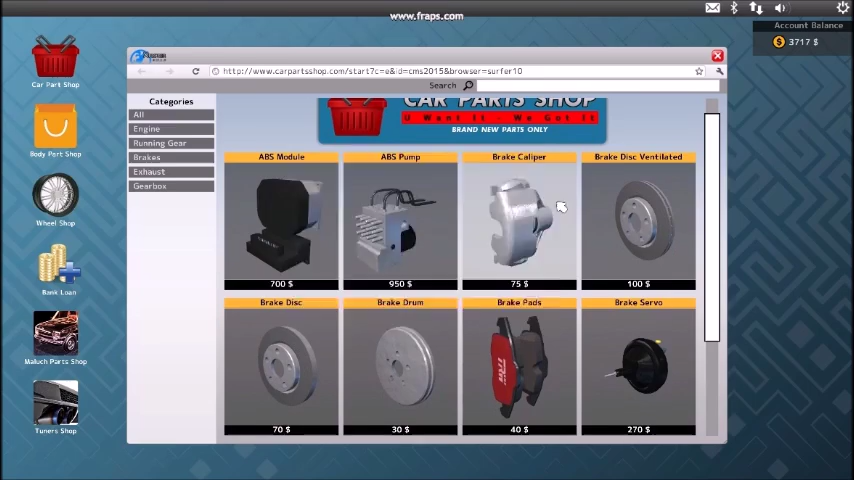 www.fraps.com
Account Balance
3717 $
Car Part Shop
Body Part Shop
Wheel Shop
Bank Loan
Maluch Parts Shop
Tuners Shop
http://www.carpartsshop.com/start?c=e&id=cms2015&browser=surfer10
Search
Categories
All
Engine
Running Gear
Brakes
Exhaust
Gearbox
CAR PARTS SHOP
U Want It - We Got It
BRAND NEW PARTS ONLY
ABS Module
ABS Pump
Brake Caliper
Brake Disc Ventilated
700 $
950 $
75 $
100 $
Brake Disc
Brake Drum
Brake Pads
Brake Servo
70 $
30 $
40 $
270 $